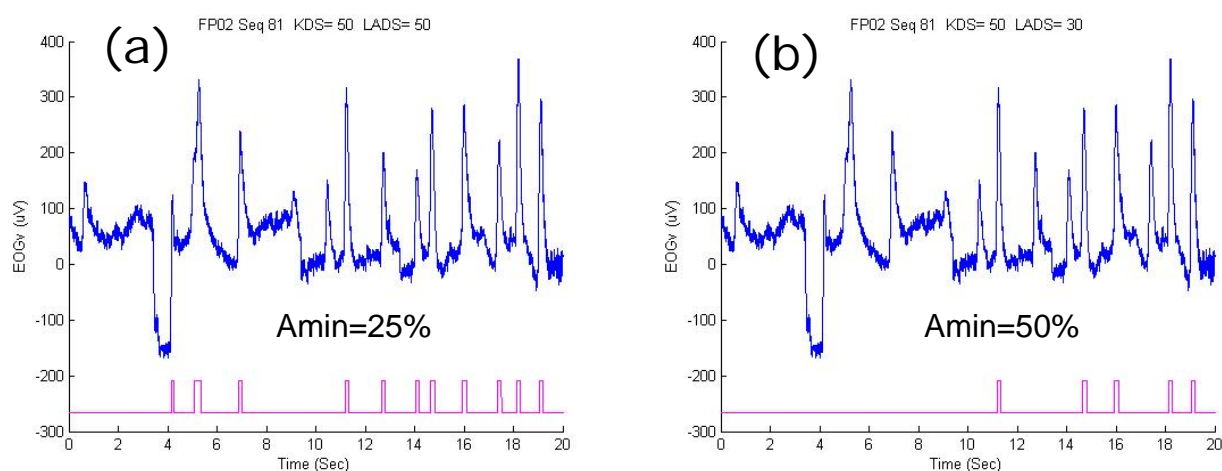 FP02 Seq 81 KDS= 50 LADS= 50
(a)
400
300
200
100
0
-100
-200
-300
EOGv (uV)
Amin=25%
0 2 4 6 8 10 12 14 16 18 20
Time (Sec)
FP02 Seq 81 KDS= 50 LADS= 30
(b)
400
300
200
100
0
-100
-200
-300
EOGv (uV)
Amin=50%
0 2 4 6 8 10 12 14 16 18 20
Time (Sec)